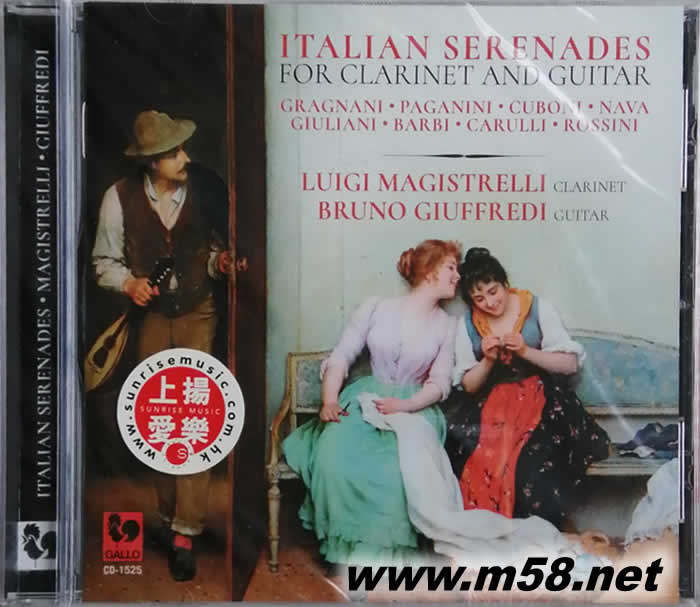 ITALIAN SERENADES • MAGISTRELLI • GIUFFREDI
ITALIAN SERENADES
FOR CLARINET AND GUITAR
GRAGNANI • PAGANINI • CUBONI • NAVA
GIULIANI • BARBI • CARULLI • ROSSINI
LUIGI MAGISTRELLI CLARINET
BRUNO GIUFFREDI GUITAR
www.sunrisemusic.com.hk
上揚
SUNRISE MUSIC
愛樂
S
GALLO
CD-1525
www.m58.net